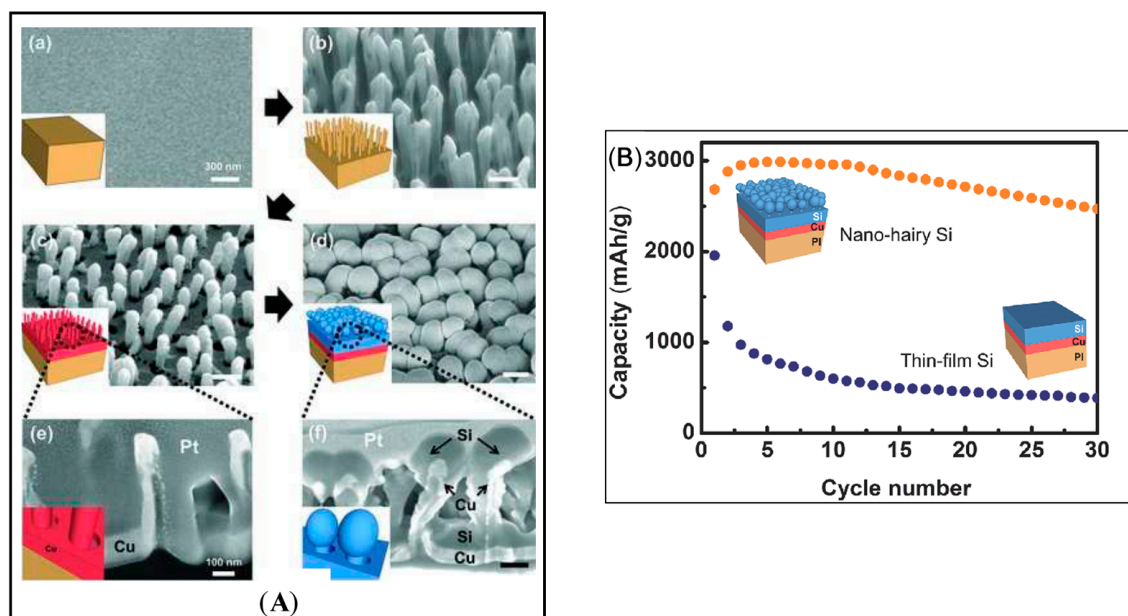 (a)
300 nm
(b)
(c)
(d)
(e)
Pt
Cu
Cu
100 nm
(f)
Pt
Si
Cu
Si
Cu
(A)
(B)
3000
2000
1000
0
Capacity (mAh/g)
0 5 10 15 20 25 30
Cycle number
Si
Cu
PI
Nano-hairy Si
Si
Cu
PI
Thin-film Si